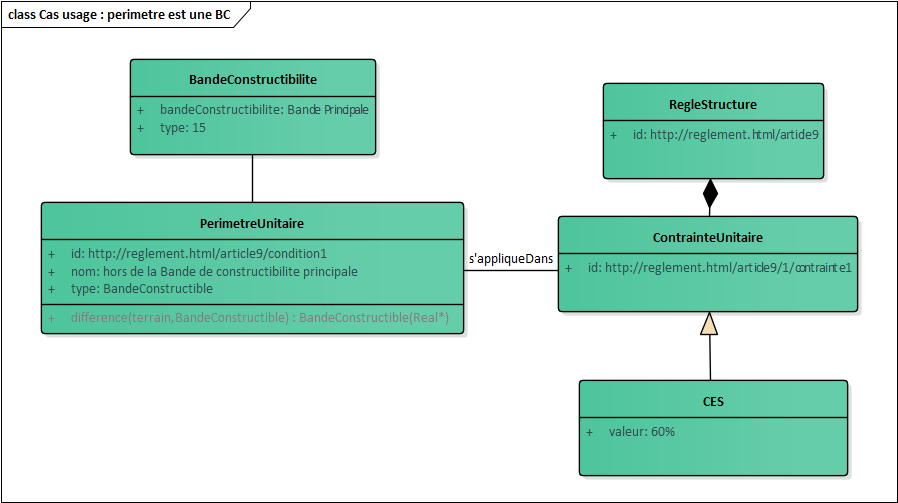 class Cas usage : perimetre est une BC
BandeConstructibilite
+ bandeConstructibilite: Bande Principale
+ type: 15
RegleStructure
+ id: http://reglement.html/article9
PerimetreUnitaire
+ id: http://reglement.html/article9/condition1
+ nom: hors de la Bande de constructibilite principale
+ type: BandeConstructible
+ difference(terrain,BandeConstructible) : BandeConstructible(Real*)
s'appliqueDans
ContrainteUnitaire
+ id: http://reglement.html/article9/1/contrainte1
CES
+ valeur: 60%